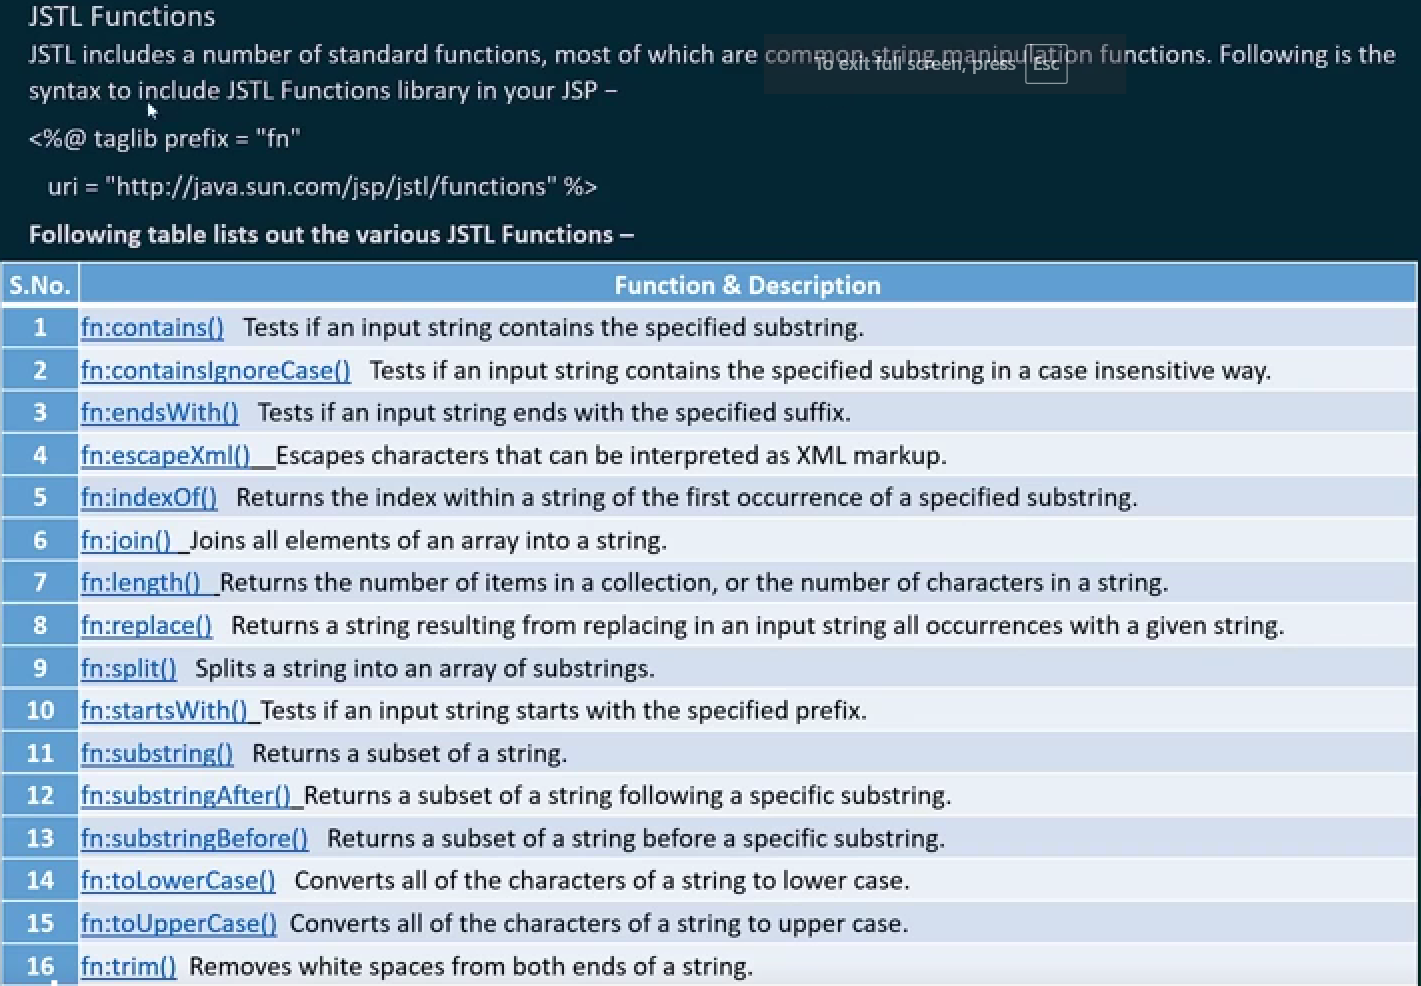 JSTL Functions
JSTL includes a number of standard functions, most of which are common string manipulation functions. Following is the
To exit full screen, press Esc
syntax to include JSTL Functions library in your JSP –
<%@ taglib prefix = "fn"
uri = "http://java.sun.com/jsp/jstl/functions" %>
Following table lists out the various JSTL Functions –
S.No. Function & Description
1 fn:contains() Tests if an input string contains the specified substring.
2 fn:containsIgnoreCase() Tests if an input string contains the specified substring in a case insensitive way.
3 fn:endsWith() Tests if an input string ends with the specified suffix.
4 fn:escapeXml() Escapes characters that can be interpreted as XML markup.
5 fn:indexOf() Returns the index within a string of the first occurrence of a specified substring.
6 fn:join() Joins all elements of an array into a string.
7 fn:length() Returns the number of items in a collection, or the number of characters in a string.
8 fn:replace() Returns a string resulting from replacing in an input string all occurrences with a given string.
9 fn:split() Splits a string into an array of substrings.
10 fn:startsWith() Tests if an input string starts with the specified prefix.
11 fn:substring() Returns a subset of a string.
12 fn:substringAfter() Returns a subset of a string following a specific substring.
13 fn:substringBefore() Returns a subset of a string before a specific substring.
14 fn:toLowerCase() Converts all of the characters of a string to lower case.
15 fn:toUpperCase() Converts all of the characters of a string to upper case.
16 fn:trim() Removes white spaces from both ends of a string.